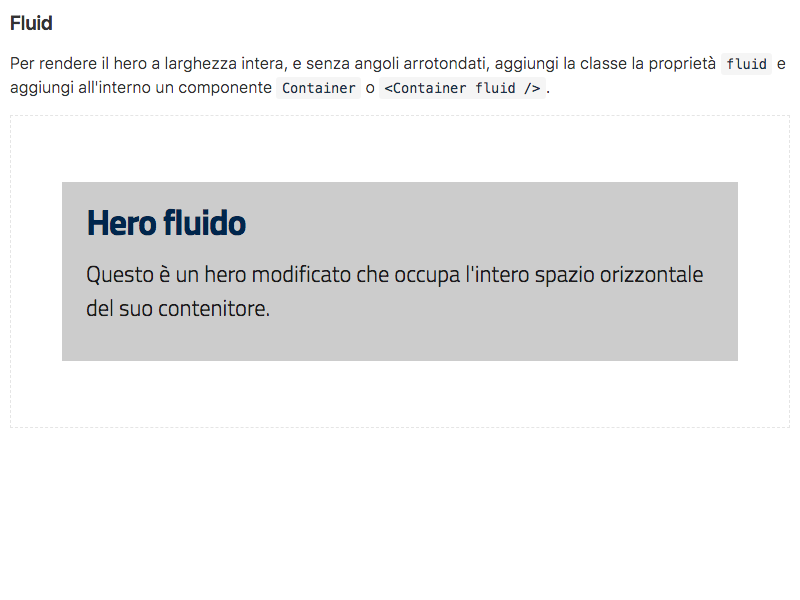 Fluid
Per rendere il hero a larghezza intera, e senza angoli arrotondati, aggiungi la classe la proprietà fluid e
aggiungi all'interno un componente Container o <Container fluid /> .
Hero fluido
Questo è un hero modificato che occupa l'intero spazio orizzontale
del suo contenitore.